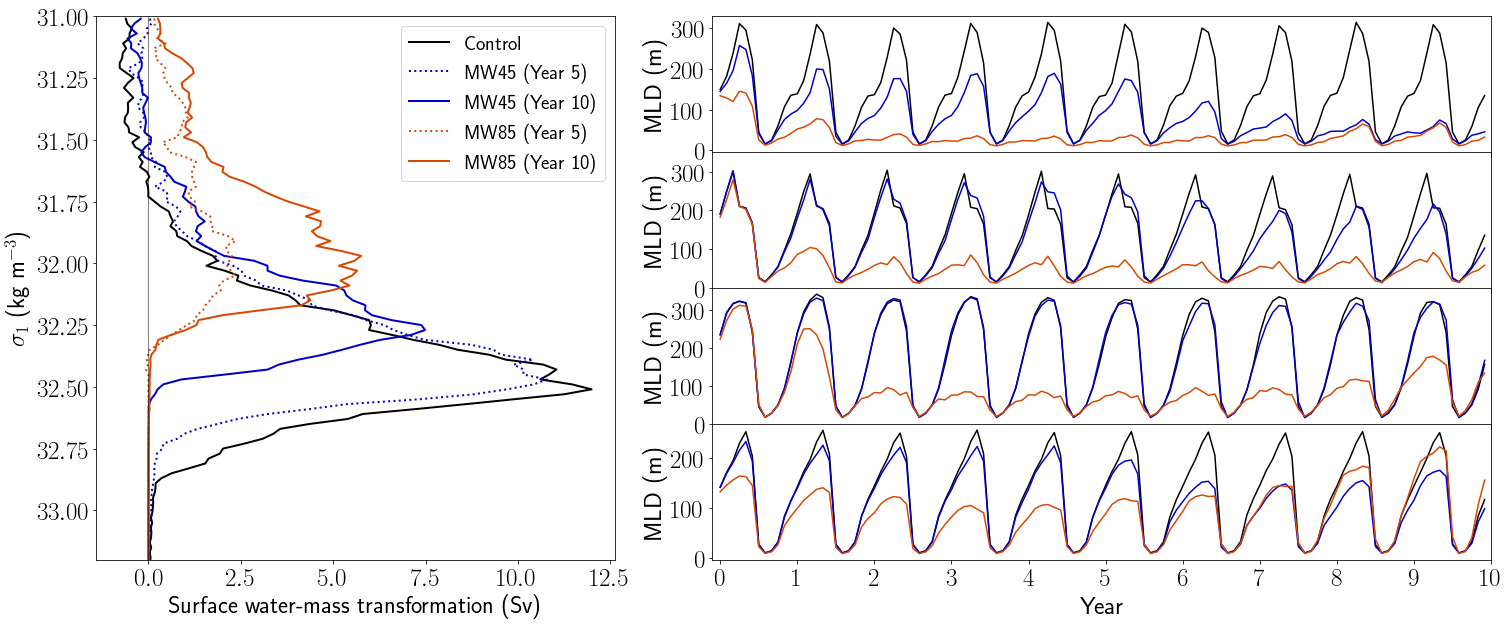 31.00
31.25
31.50
31.75
32.00
32.25
32.50
32.75
33.00
σ₁ (kg m⁻³)
0.0 2.5 5.0 7.5 10.0 12.5
Surface water-mass transformation (Sv)
Control
MW45 (Year 5)
MW45 (Year 10)
MW85 (Year 5)
MW85 (Year 10)
300
200
100
0
MLD (m)
300
200
100
0
MLD (m)
300
200
100
0
MLD (m)
200
100
0
MLD (m)
0 1 2 3 4 5 6 7 8 9 10
Year